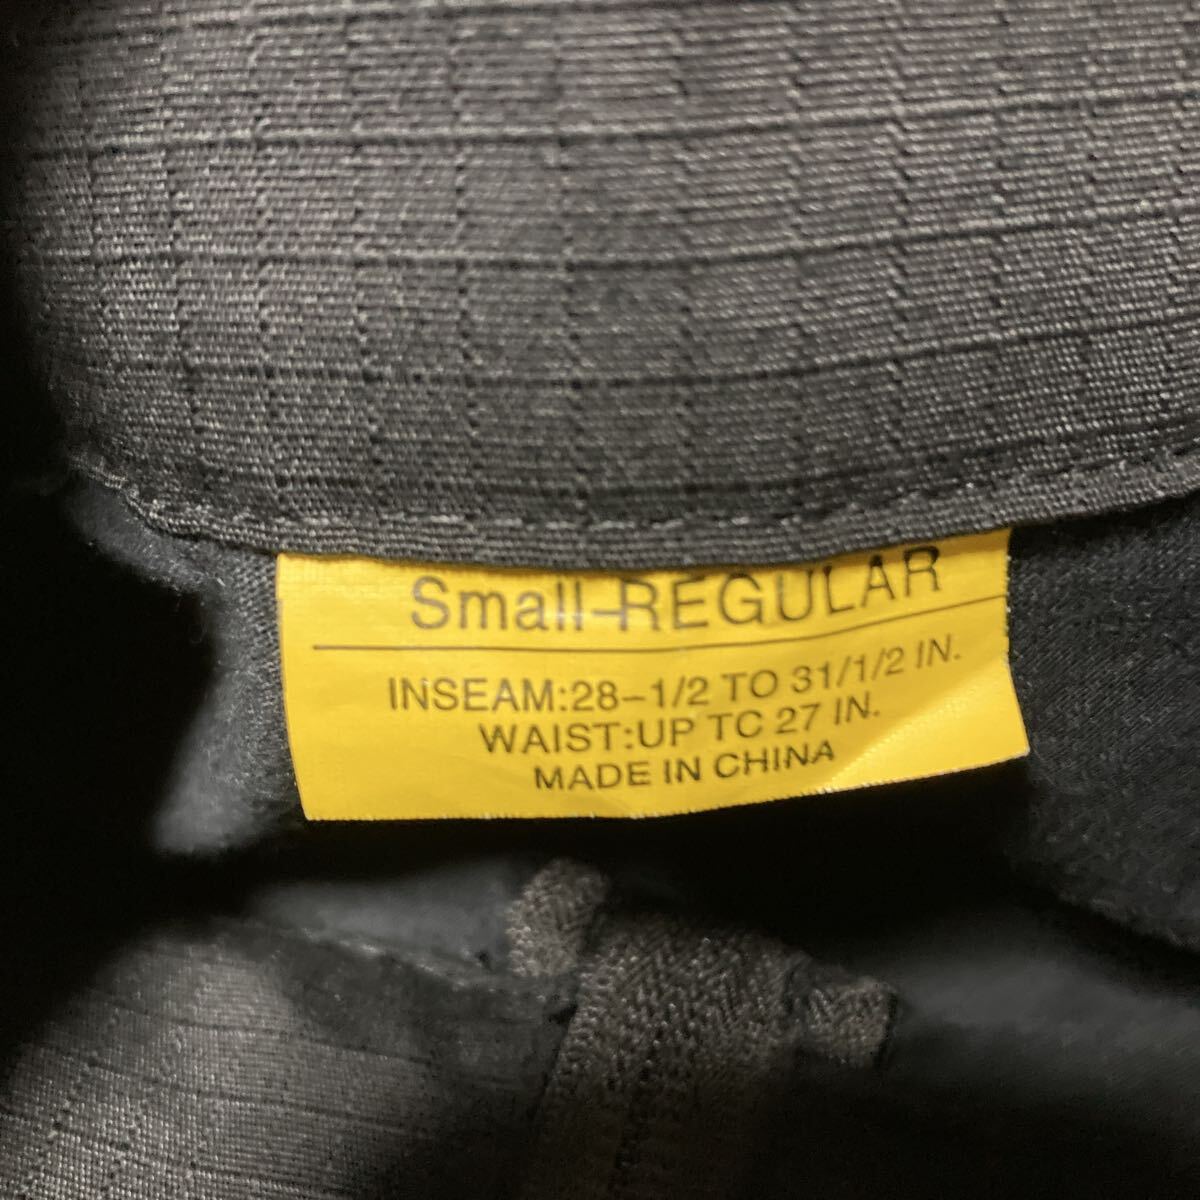 Small-REGULAR
INSEAM:28-1/2 TO 31/1/2 IN.
WAIST:UP TC 27 IN.
MADE IN CHINA